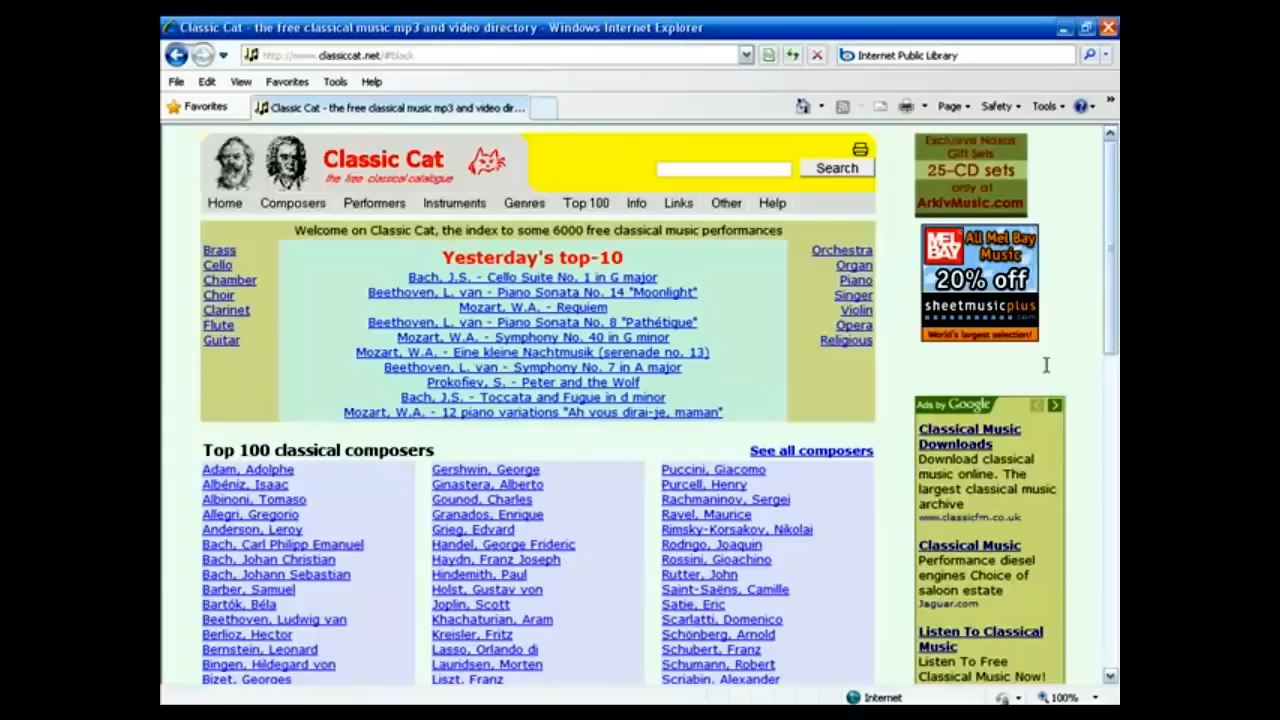 Classic Cat - the free classical music mp3 and video directory - Windows Internet Explorer
http://www.classiccat.net/#black
Internet Public Library
File Edit View Favorites Tools Help
Favorites
Classic Cat - the free classical music mp3 and video dir...
Page Safety Tools
Classic Cat
the free classical catalogue
Search
Home Composers Performers Instruments Genres Top 100 Info Links Other Help
Welcome on Classic Cat, the index to some 6000 free classical music performances
Brass
Cello
Chamber
Choir
Clarinet
Flute
Guitar
Yesterday's top-10
Bach, J.S. - Cello Suite No. 1 in G major
Beethoven, L. van - Piano Sonata No. 14 "Moonlight"
Mozart, W.A. - Requiem
Beethoven, L. van - Piano Sonata No. 8 "Pathétique"
Mozart, W.A. - Symphony No. 40 in G minor
Mozart, W.A. - Eine kleine Nachtmusik (serenade no. 13)
Beethoven, L. van - Symphony No. 7 in A major
Prokofiev, S. - Peter and the Wolf
Bach, J.S. - Toccata and Fugue in d minor
Mozart, W.A. - 12 piano variations "Ah vous dirai-je, maman"
Orchestra
Organ
Piano
Singer
Violin
Opera
Religious
Top 100 classical composers
See all composers
Adam, Adolphe
Albéniz, Isaac
Albinoni, Tomaso
Allegri, Gregorio
Anderson, Leroy
Bach, Carl Philipp Emanuel
Bach, Johan Christian
Bach, Johann Sebastian
Barber, Samuel
Bartók, Béla
Beethoven, Ludwig van
Berlioz, Hector
Bernstein, Leonard
Bingen, Hildegard von
Bizet, Georges
Gershwin, George
Ginastera, Alberto
Gounod, Charles
Granados, Enrique
Grieg, Edvard
Handel, George Frideric
Haydn, Franz Joseph
Hindemith, Paul
Holst, Gustav von
Joplin, Scott
Khachaturian, Aram
Kreisler, Fritz
Lasso, Orlando di
Lauridsen, Morten
Liszt, Franz
Puccini, Giacomo
Purcell, Henry
Rachmaninov, Sergei
Ravel, Maurice
Rimsky-Korsakov, Nikolai
Rodrigo, Joaquin
Rossini, Gioachino
Rutter, John
Saint-Saëns, Camille
Satie, Eric
Scarlatti, Domenico
Schönberg, Arnold
Schubert, Franz
Schumann, Robert
Scriabin, Alexander
Exclusive Naxos
Gift Sets
25-CD sets
only at
ArkivMusic.com
MEL BAY
All Mel Bay
Music
20% off
sheetmusicplus
.com
World's largest selection!
Ads by Google
Classical Music
Downloads
Download classical
music online. The
largest classical music
archive
www.classicfm.co.uk
Classical Music
Performance diesel
engines Choice of
saloon estate
Jaguar.com
Listen To Classical
Music
Listen To Free
Classical Music Now!
Internet
100%